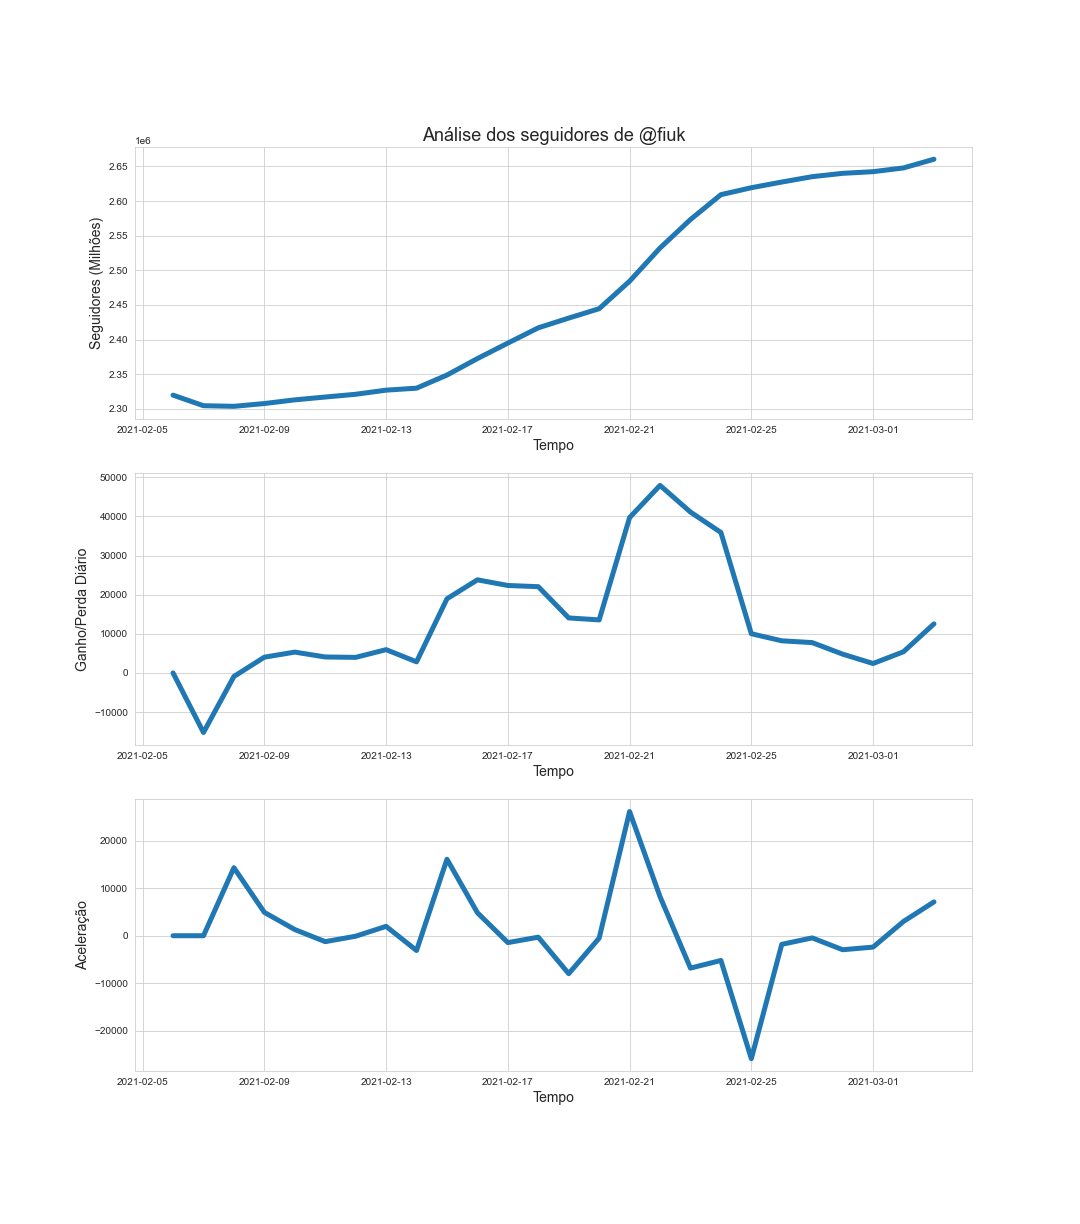 Análise dos seguidores de @fiuk
1e6
2.65
2.60
2.55
2.50
2.45
2.40
2.35
2.30
Seguidores (Milhões)
2021-02-05 2021-02-09 2021-02-13 2021-02-17 2021-02-21 2021-02-25 2021-03-01
Tempo
50000
40000
30000
20000
10000
0
−10000
Ganho/Perda Diário
2021-02-05 2021-02-09 2021-02-13 2021-02-17 2021-02-21 2021-02-25 2021-03-01
Tempo
20000
10000
0
−10000
−20000
Aceleração
2021-02-05 2021-02-09 2021-02-13 2021-02-17 2021-02-21 2021-02-25 2021-03-01
Tempo